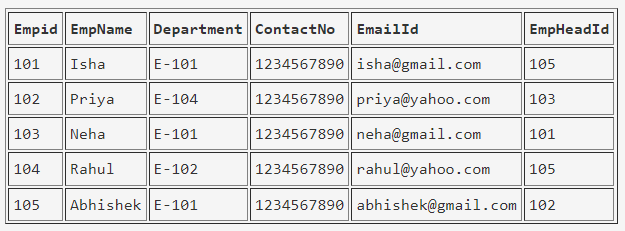 Empid EmpName Department ContactNo EmailId EmpHeadId
101 Isha E-101 1234567890 isha@gmail.com 105
102 Priya E-104 1234567890 priya@yahoo.com 103
103 Neha E-101 1234567890 neha@gmail.com 101
104 Rahul E-102 1234567890 rahul@yahoo.com 105
105 Abhishek E-101 1234567890 abhishek@gmail.com 102